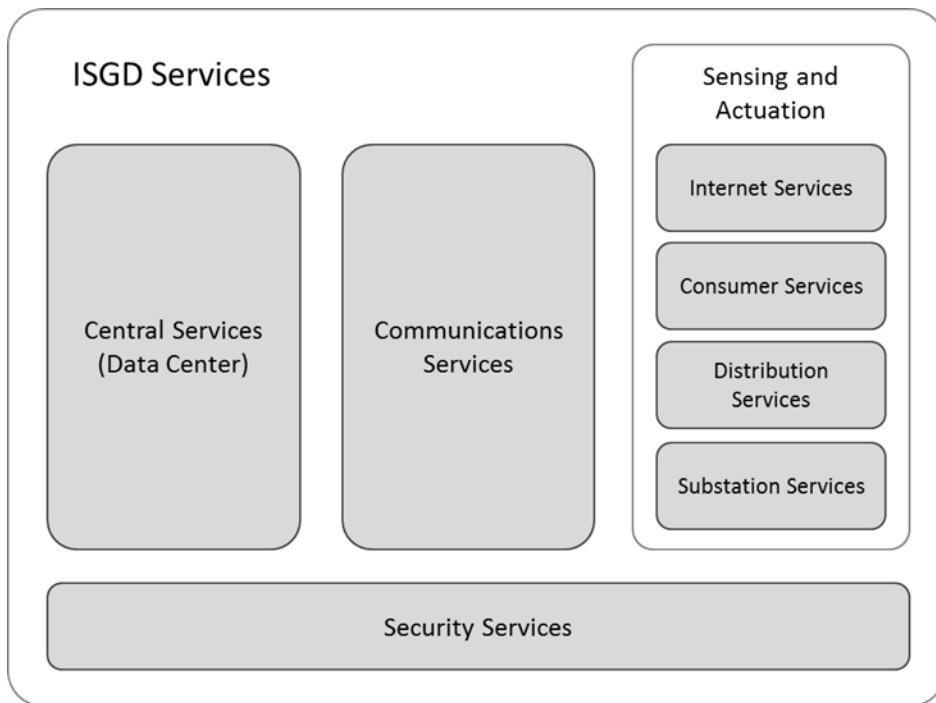 ISGD Services
Central Services
(Data Center)
Communications
Services
Sensing and
Actuation
Internet Services
Consumer Services
Distribution
Services
Substation Services
Security Services